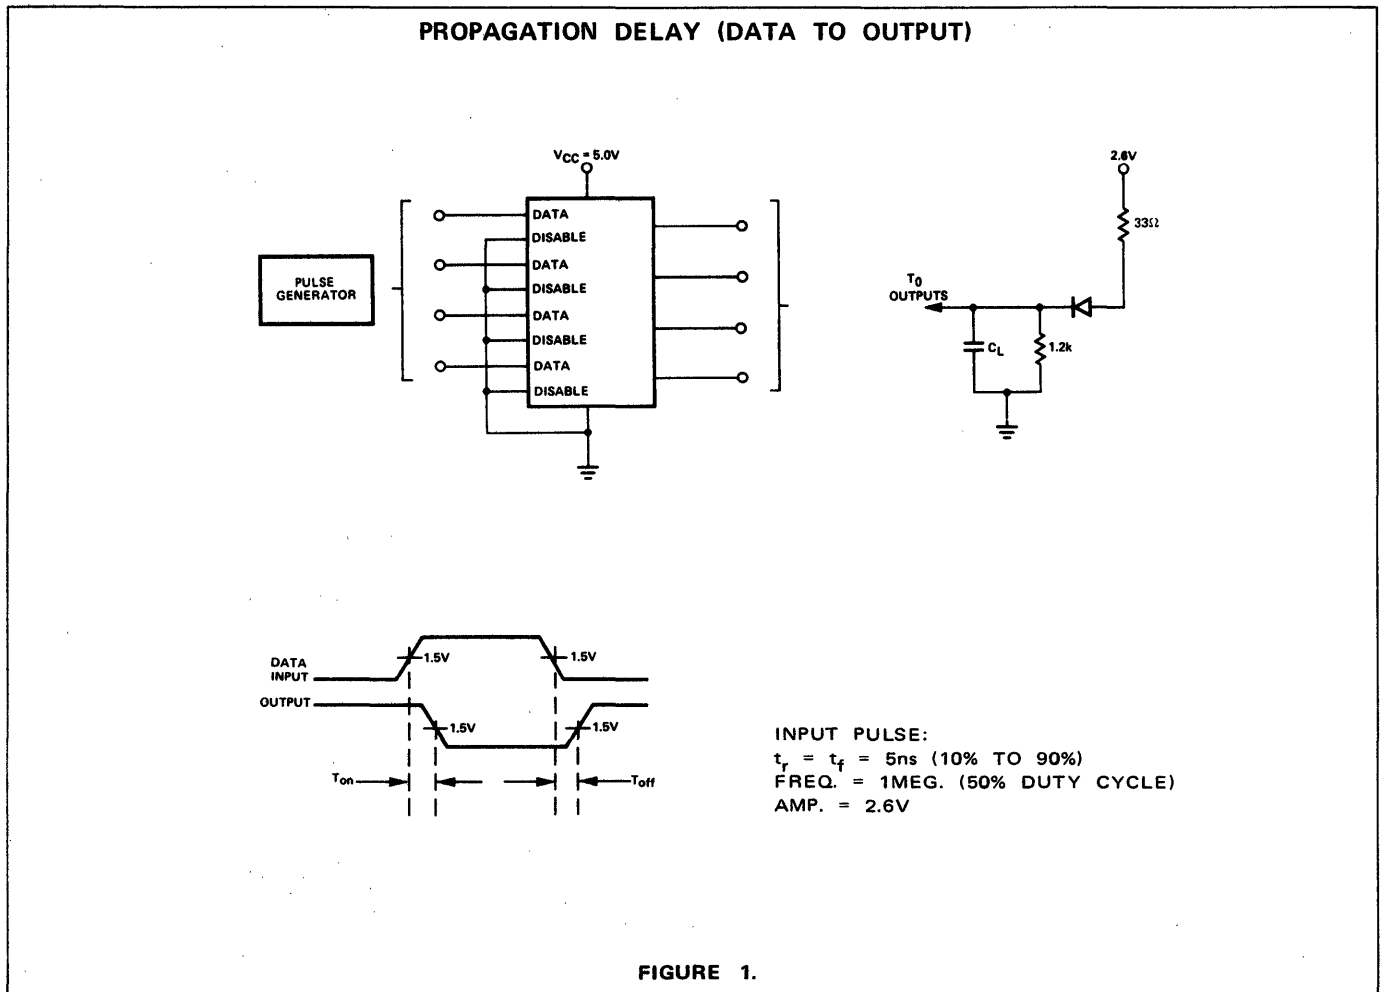 PROPAGATION DELAY (DATA TO OUTPUT)
VCC = 5.0V
DATA
DISABLE
DATA
DISABLE
DATA
DISABLE
DATA
DISABLE
PULSE
GENERATOR
2.6V
33Ω
T0
OUTPUTS
CL
1.2k
DATA
INPUT
1.5V
1.5V
OUTPUT
1.5V
1.5V
Ton
Toff
INPUT PULSE:
tr = tf = 5ns (10% TO 90%)
FREQ. = 1MEG. (50% DUTY CYCLE)
AMP. = 2.6V
FIGURE 1.